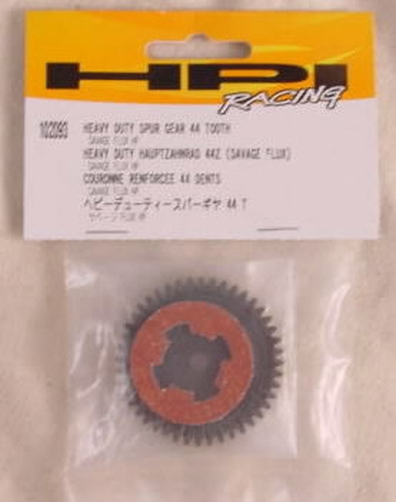 HPI
RACING
102093 HEAVY DUTY SPUR GEAR 44 TOOTH
SAVAGE FLUX HP
HEAVY DUTY HAUPTZAHNRAD 44Z (SAVAGE FLUX)
SAVAGE FLUX HP
COURONNE RENFORCEE 44 DENTS
SAVAGE FLUX HP
ヘビーデューティースパーギヤ 44 T
サベージ FLUX HP